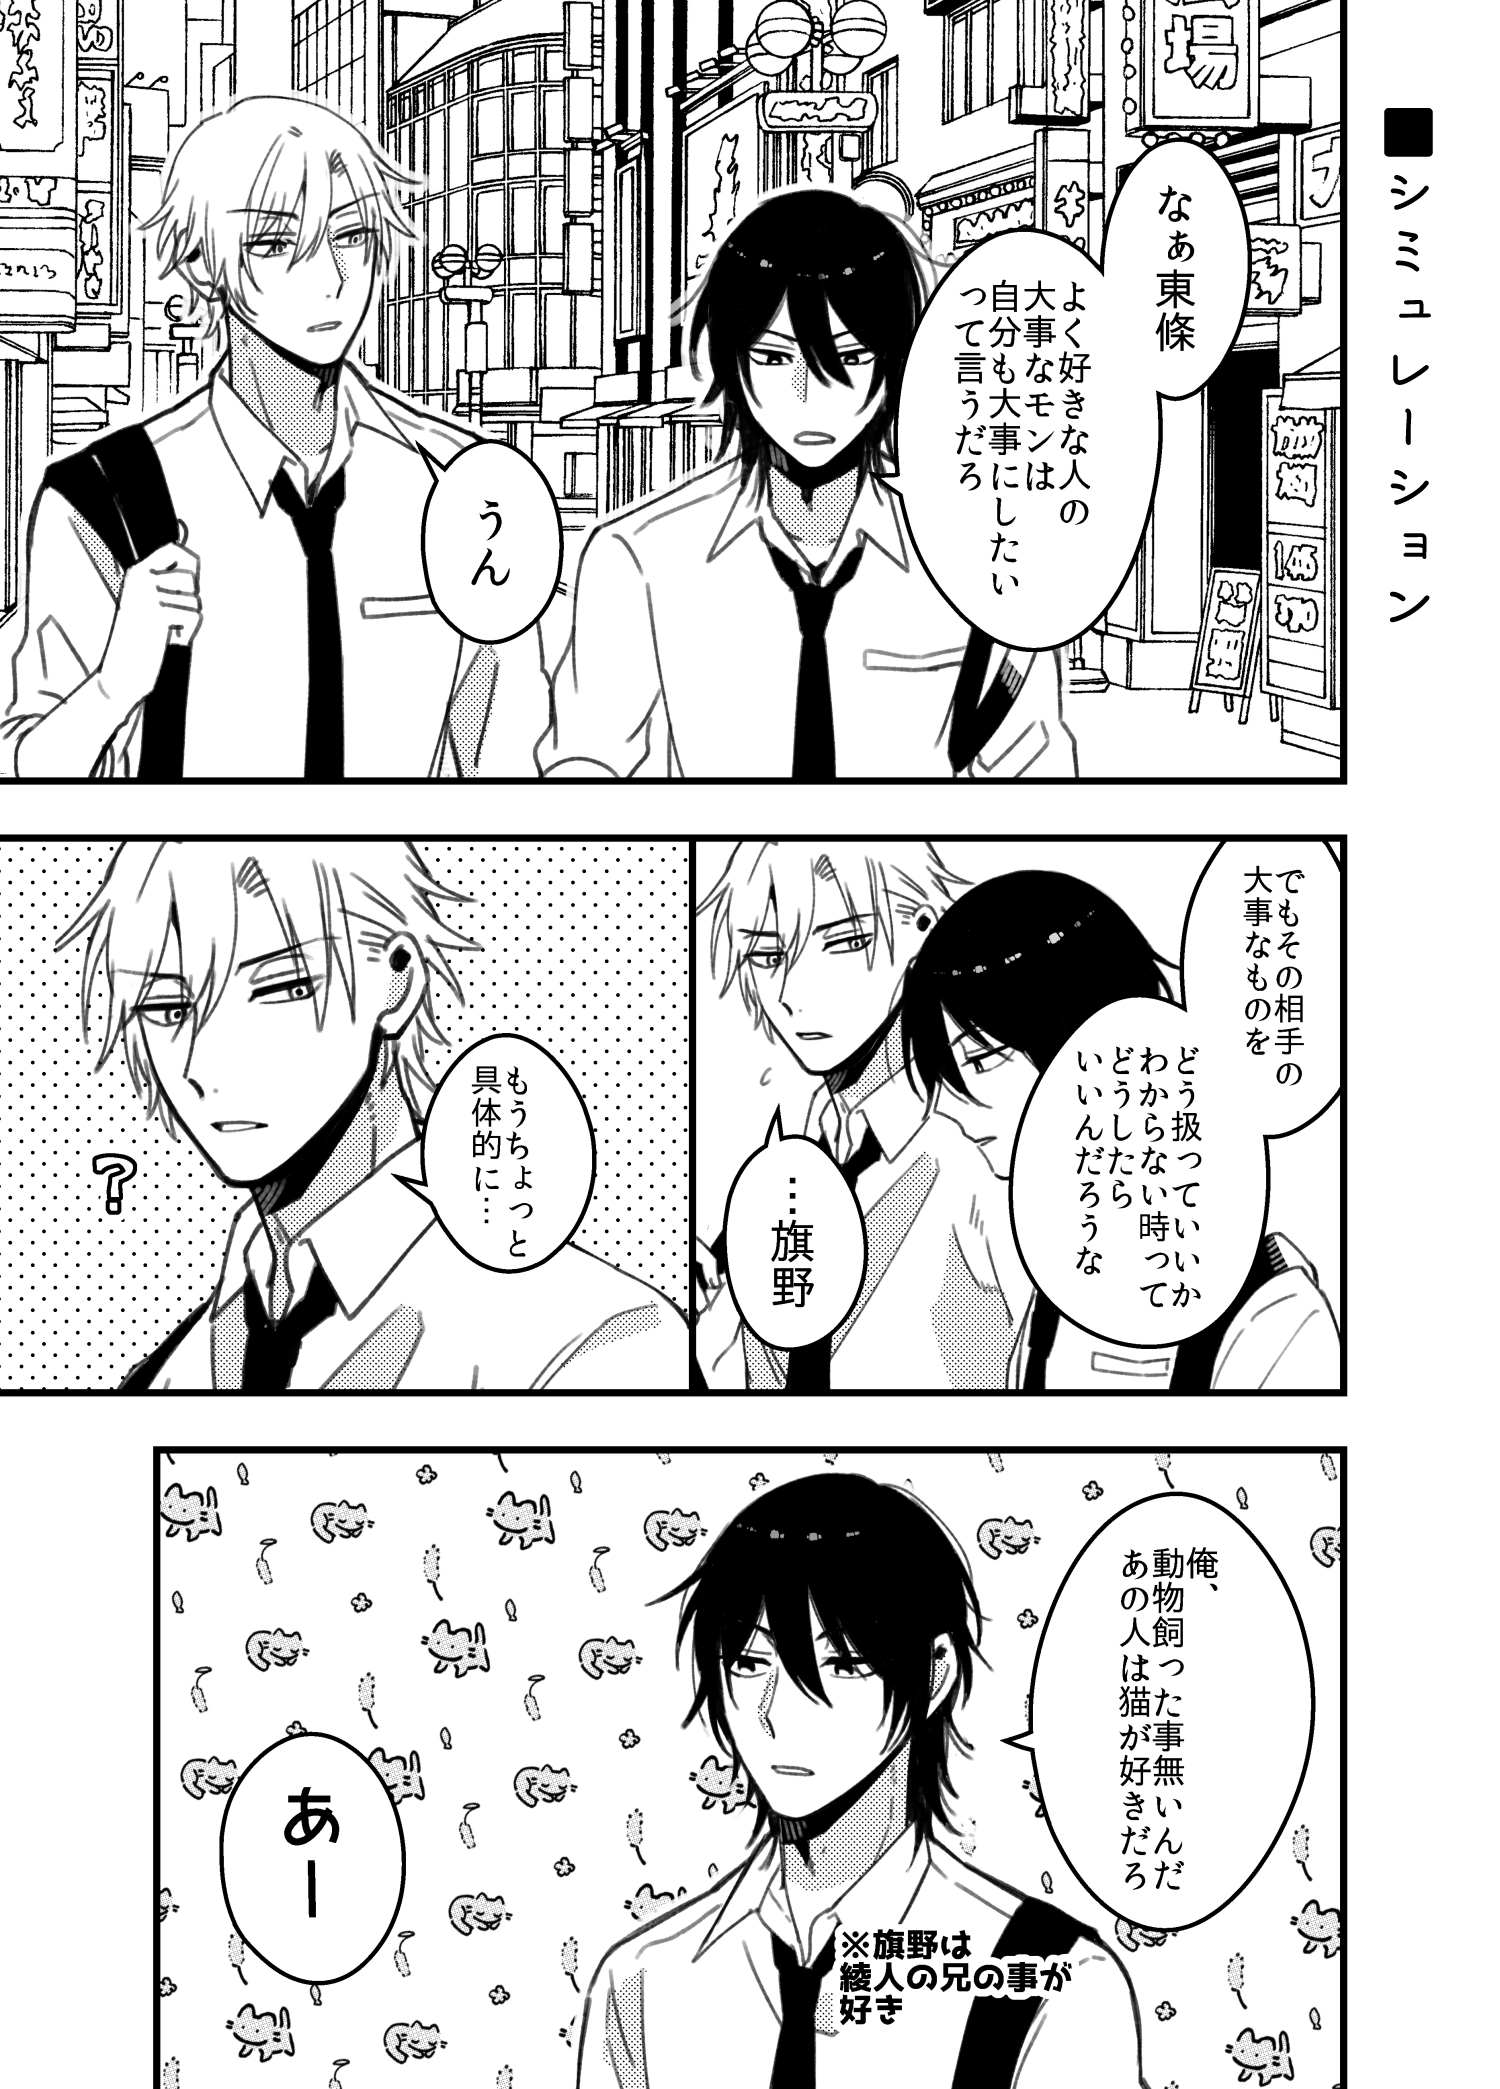 ■シミュレーション
なぁ東條
よく好きな人の
大事なモンは
自分も大事にしたい
って言うだろ
うん
でもその相手の
大事なものを
どう扱っていいか
わからない時って
どうしたら
いいんだろうな
…旗野
もうちょっと
具体的に…
?
俺、
動物飼った事無いんだ
あの人は猫が好きだろ
あー
※旗野は
綾人の兄の事が
好き
場